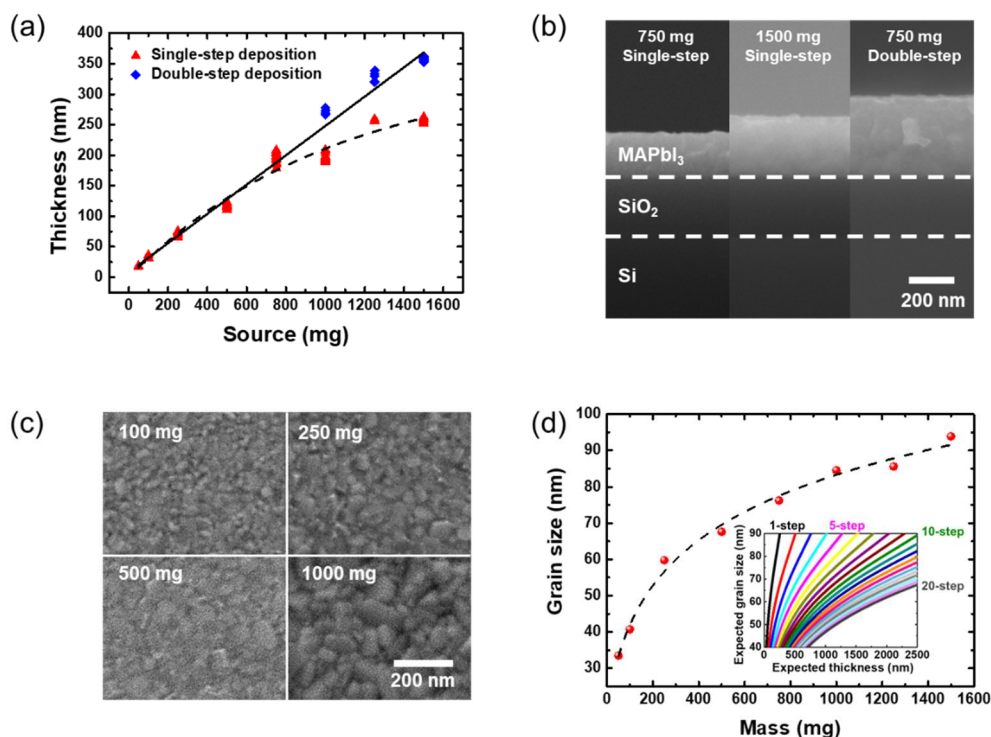 (a)
400
350
300
250
200
150
100
50
0
Thickness (nm)
Single-step deposition
Double-step deposition
0 200 400 600 800 1000 1200 1400 1600
Source (mg)
(b)
750 mg
Single-step
1500 mg
Single-step
750 mg
Double-step
MAPbI₃
SiO₂
Si
200 nm
(c)
100 mg
250 mg
500 mg
1000 mg
200 nm
(d)
100
90
80
70
60
50
40
30
Grain size (nm)
1-step
5-step
10-step
20-step
90
80
70
60
50
40
Expected grain size (nm)
0 500 1000 1500 2000 2500
Expected thickness (nm)
200 400 600 800 1000 1200 1400 1600
Mass (mg)